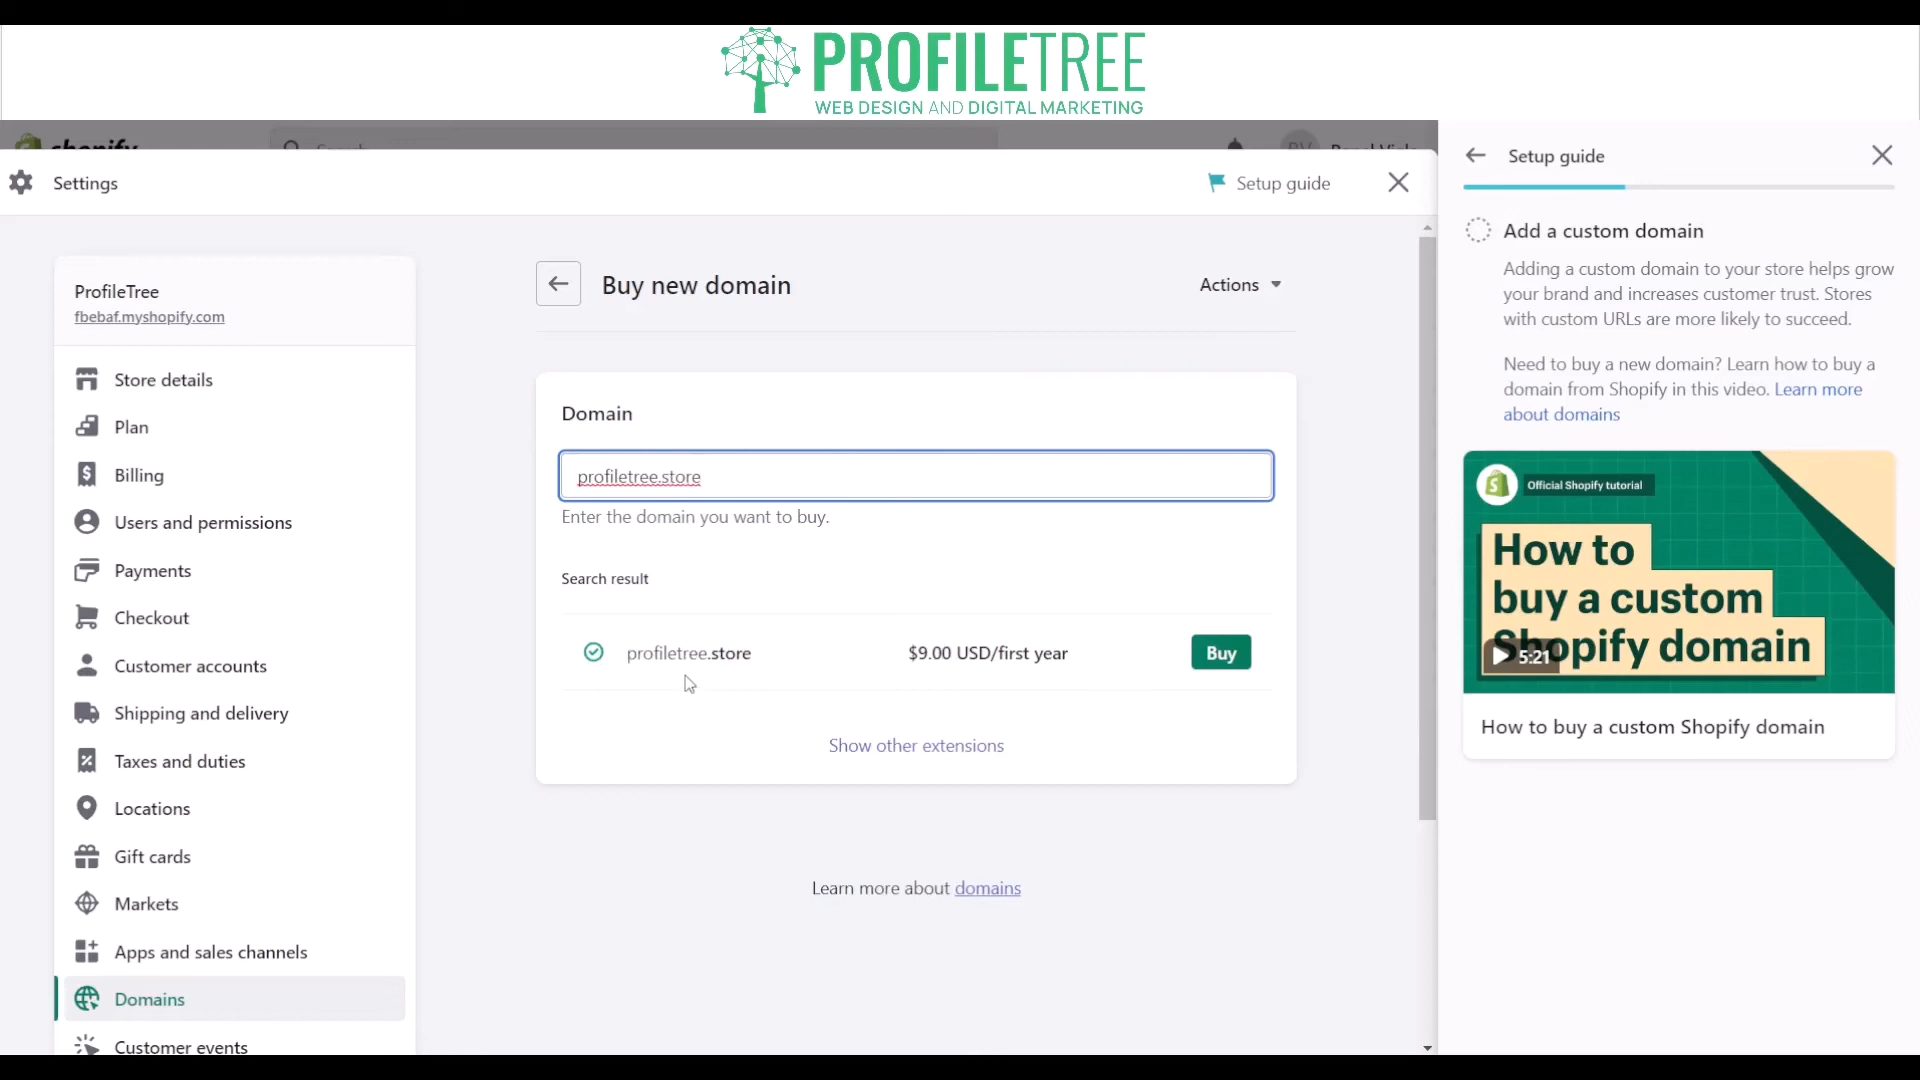 PROFILETREE
WEB DESIGN AND DIGITAL MARKETING
shopify
Search
Settings
Setup guide
ProfileTree
fbebaf.myshopify.com
Store details
Plan
Billing
Users and permissions
Payments
Checkout
Customer accounts
Shipping and delivery
Taxes and duties
Locations
Gift cards
Markets
Apps and sales channels
Domains
Customer events
Buy new domain
Actions
Domain
profiletree.store
Enter the domain you want to buy.
Search result
profiletree.store
$9.00 USD/first year
Buy
Show other extensions
Learn more about domains
Setup guide
Add a custom domain
Adding a custom domain to your store helps grow
your brand and increases customer trust. Stores
with custom URLs are more likely to succeed.
Need to buy a new domain? Learn how to buy a
domain from Shopify in this video. Learn more
about domains
Official Shopify tutorial
How to
buy a custom
Shopify domain
5:21
How to buy a custom Shopify domain